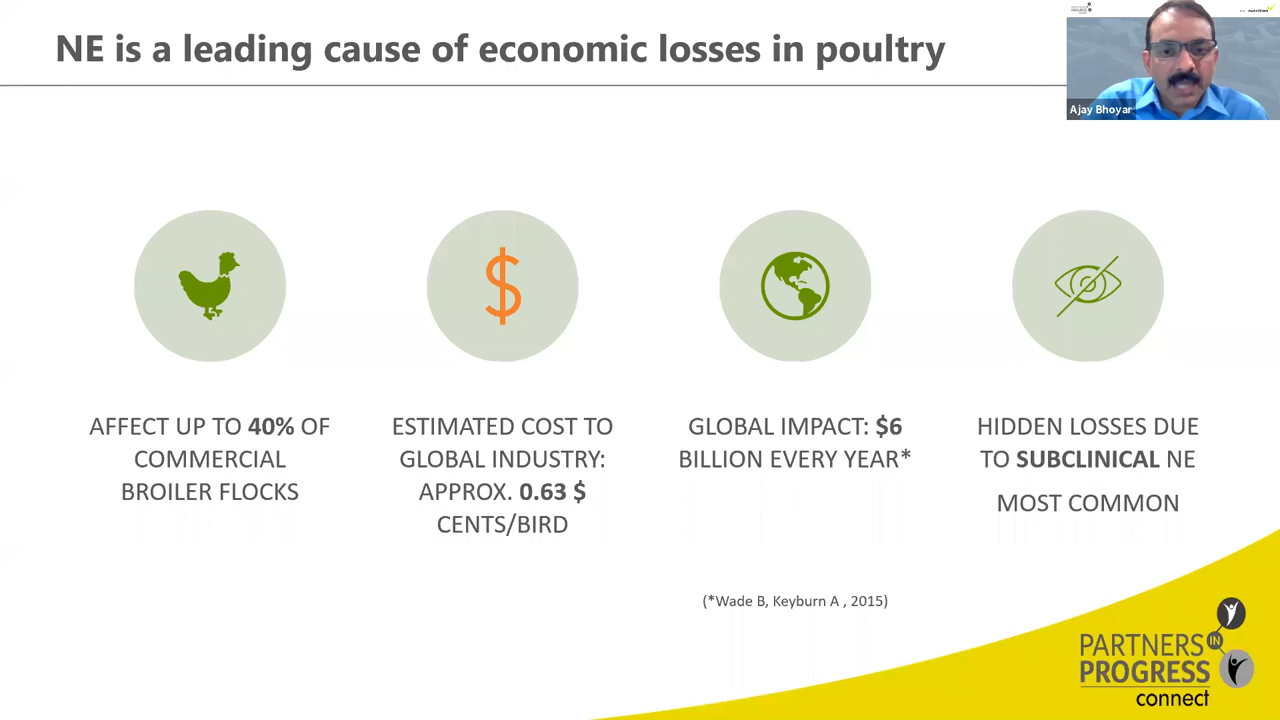 NE is a leading cause of economic losses in poultry
Ajay Bhoyar
AFFECT UP TO 40% OF
COMMERCIAL
BROILER FLOCKS
ESTIMATED COST TO
GLOBAL INDUSTRY:
APPROX. 0.63 $
CENTS/BIRD
GLOBAL IMPACT: $6
BILLION EVERY YEAR*
HIDDEN LOSSES DUE
TO SUBCLINICAL NE
MOST COMMON
(*Wade B, Keyburn A , 2015)
PARTNERS IN
PROGRESS
connect